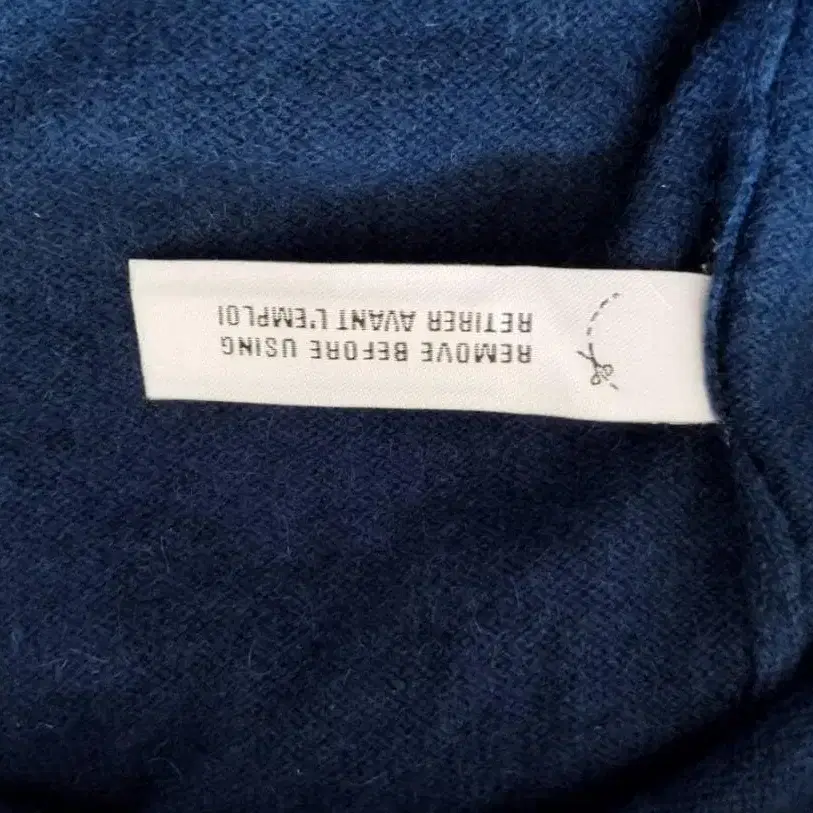 REMOVE BEFORE USING
RETIRER AVANT L'EMPLOI